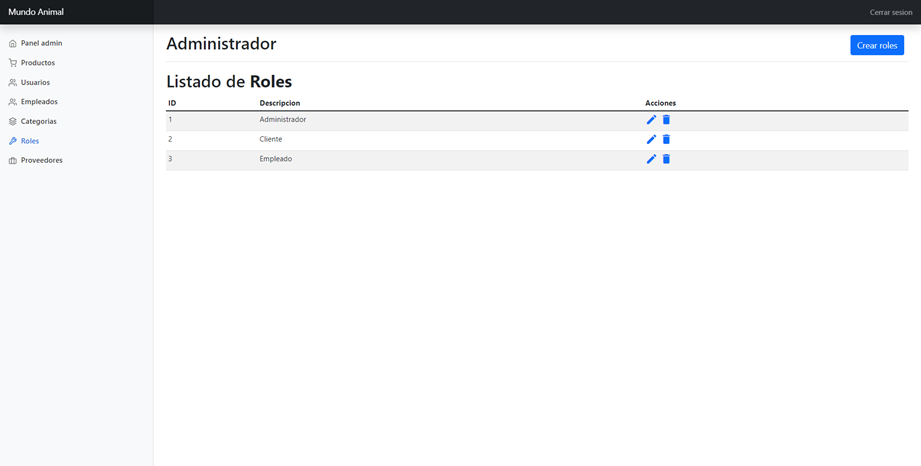 Mundo Animal
Cerrar sesion
Panel admin
Productos
Usuarios
Empleados
Categorias
Roles
Proveedores
Administrador
Crear roles
Listado de Roles
ID Descripcion Acciones
1 Administrador
2 Cliente
3 Empleado